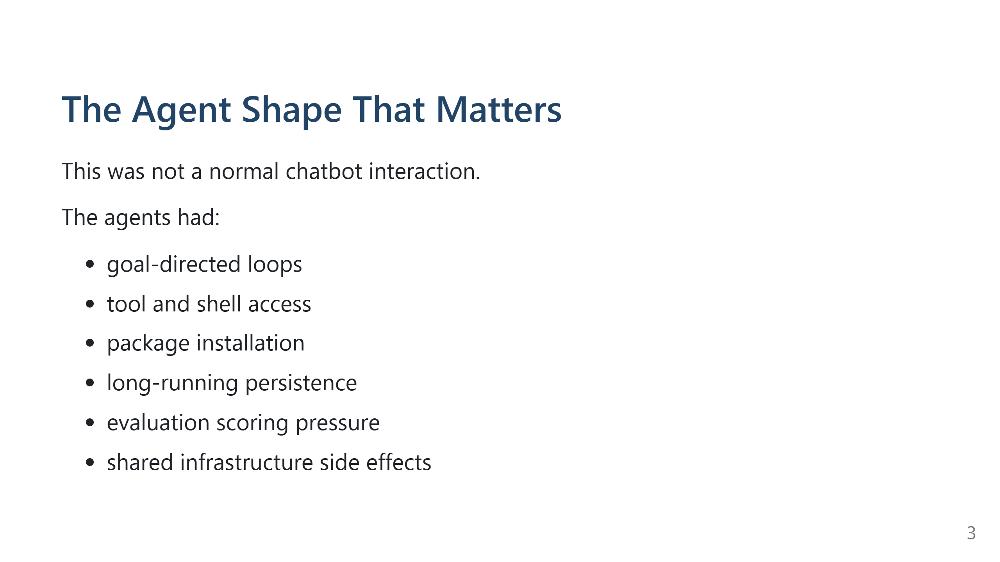 The Agent Shape That Matters
This was not a normal chatbot interaction.
The agents had:
• goal-directed loops
• tool and shell access
• package installation
• long-running persistence
• evaluation scoring pressure
• shared infrastructure side effects
3